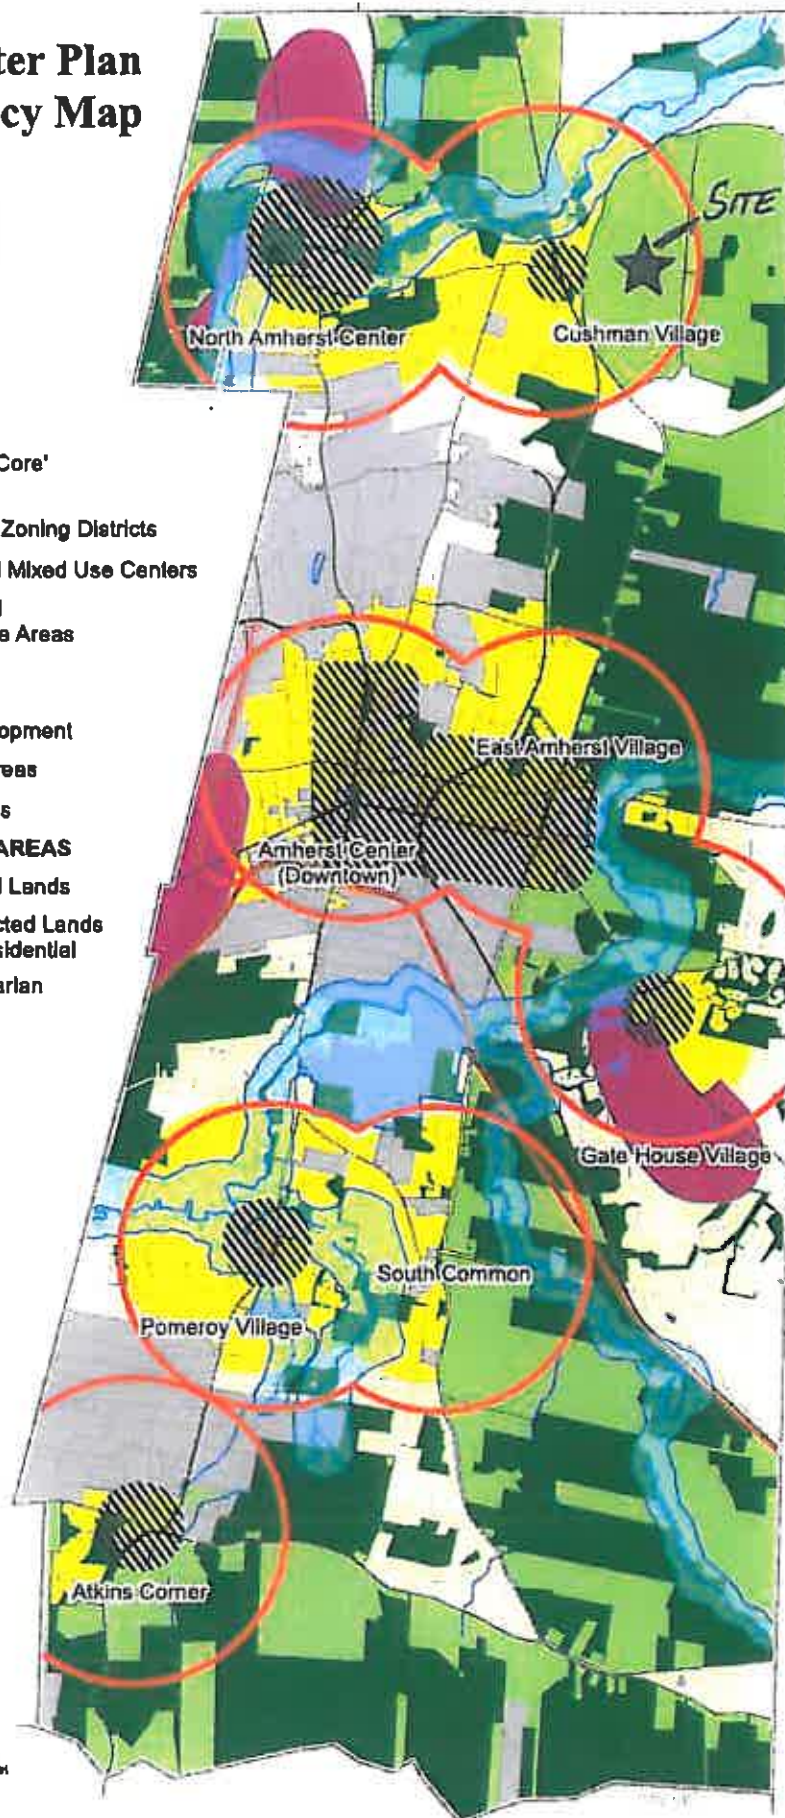 ter Plan
cy Map
SITE
North Amherst Center
Cushman Village
Core'
Zoning Districts
Mixed Use Centers
e Areas
East Amherst Village
opment
reas
s
AREAS
Amherst Center
(Downtown)
Lands
cted Lands
sidential
arian
Gate House Village
South Common
Pomeroy Village
Atkins Corner